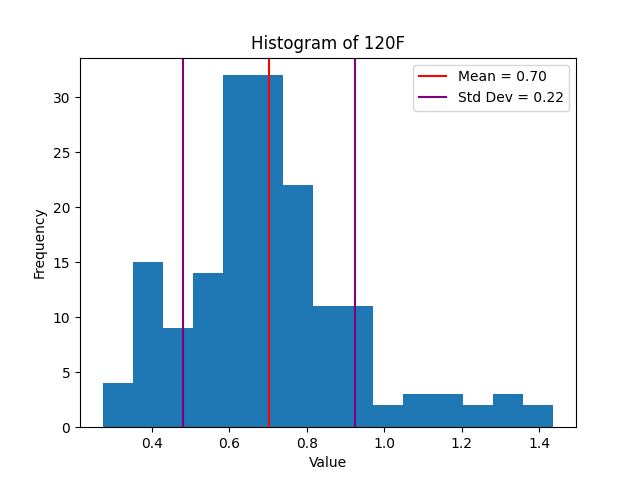 Histogram of 120F
Mean = 0.70
Std Dev = 0.22
Frequency
30
25
20
15
10
5
0
0.4 0.6 0.8 1.0 1.2 1.4
Value